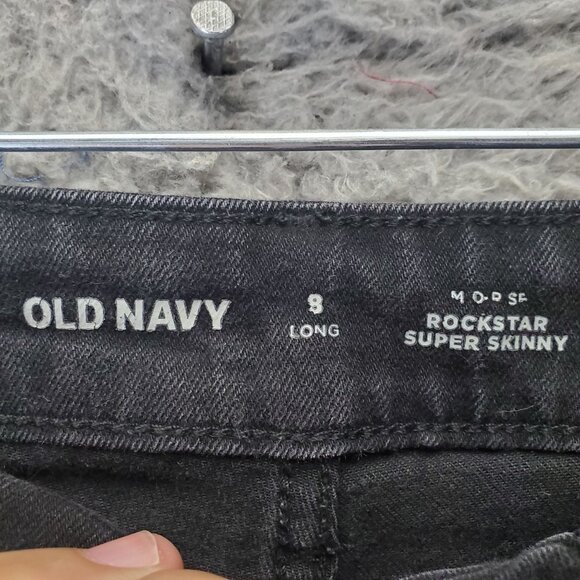 OLD NAVY
8
LONG
ROCKSTAR
SUPER SKINNY